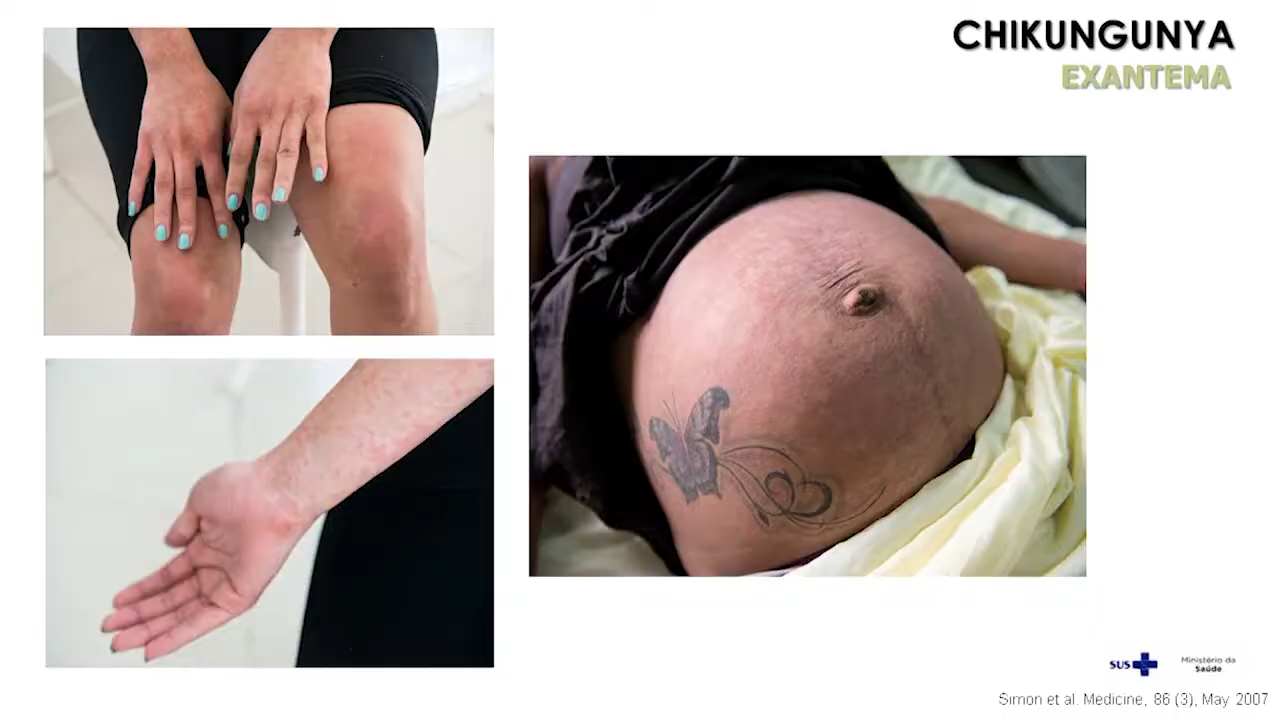 CHIKUNGUNYA
EXANTEMA
SUS
Ministério da
Saúde
Simon et al. Medicine, 86 (3), May 2007